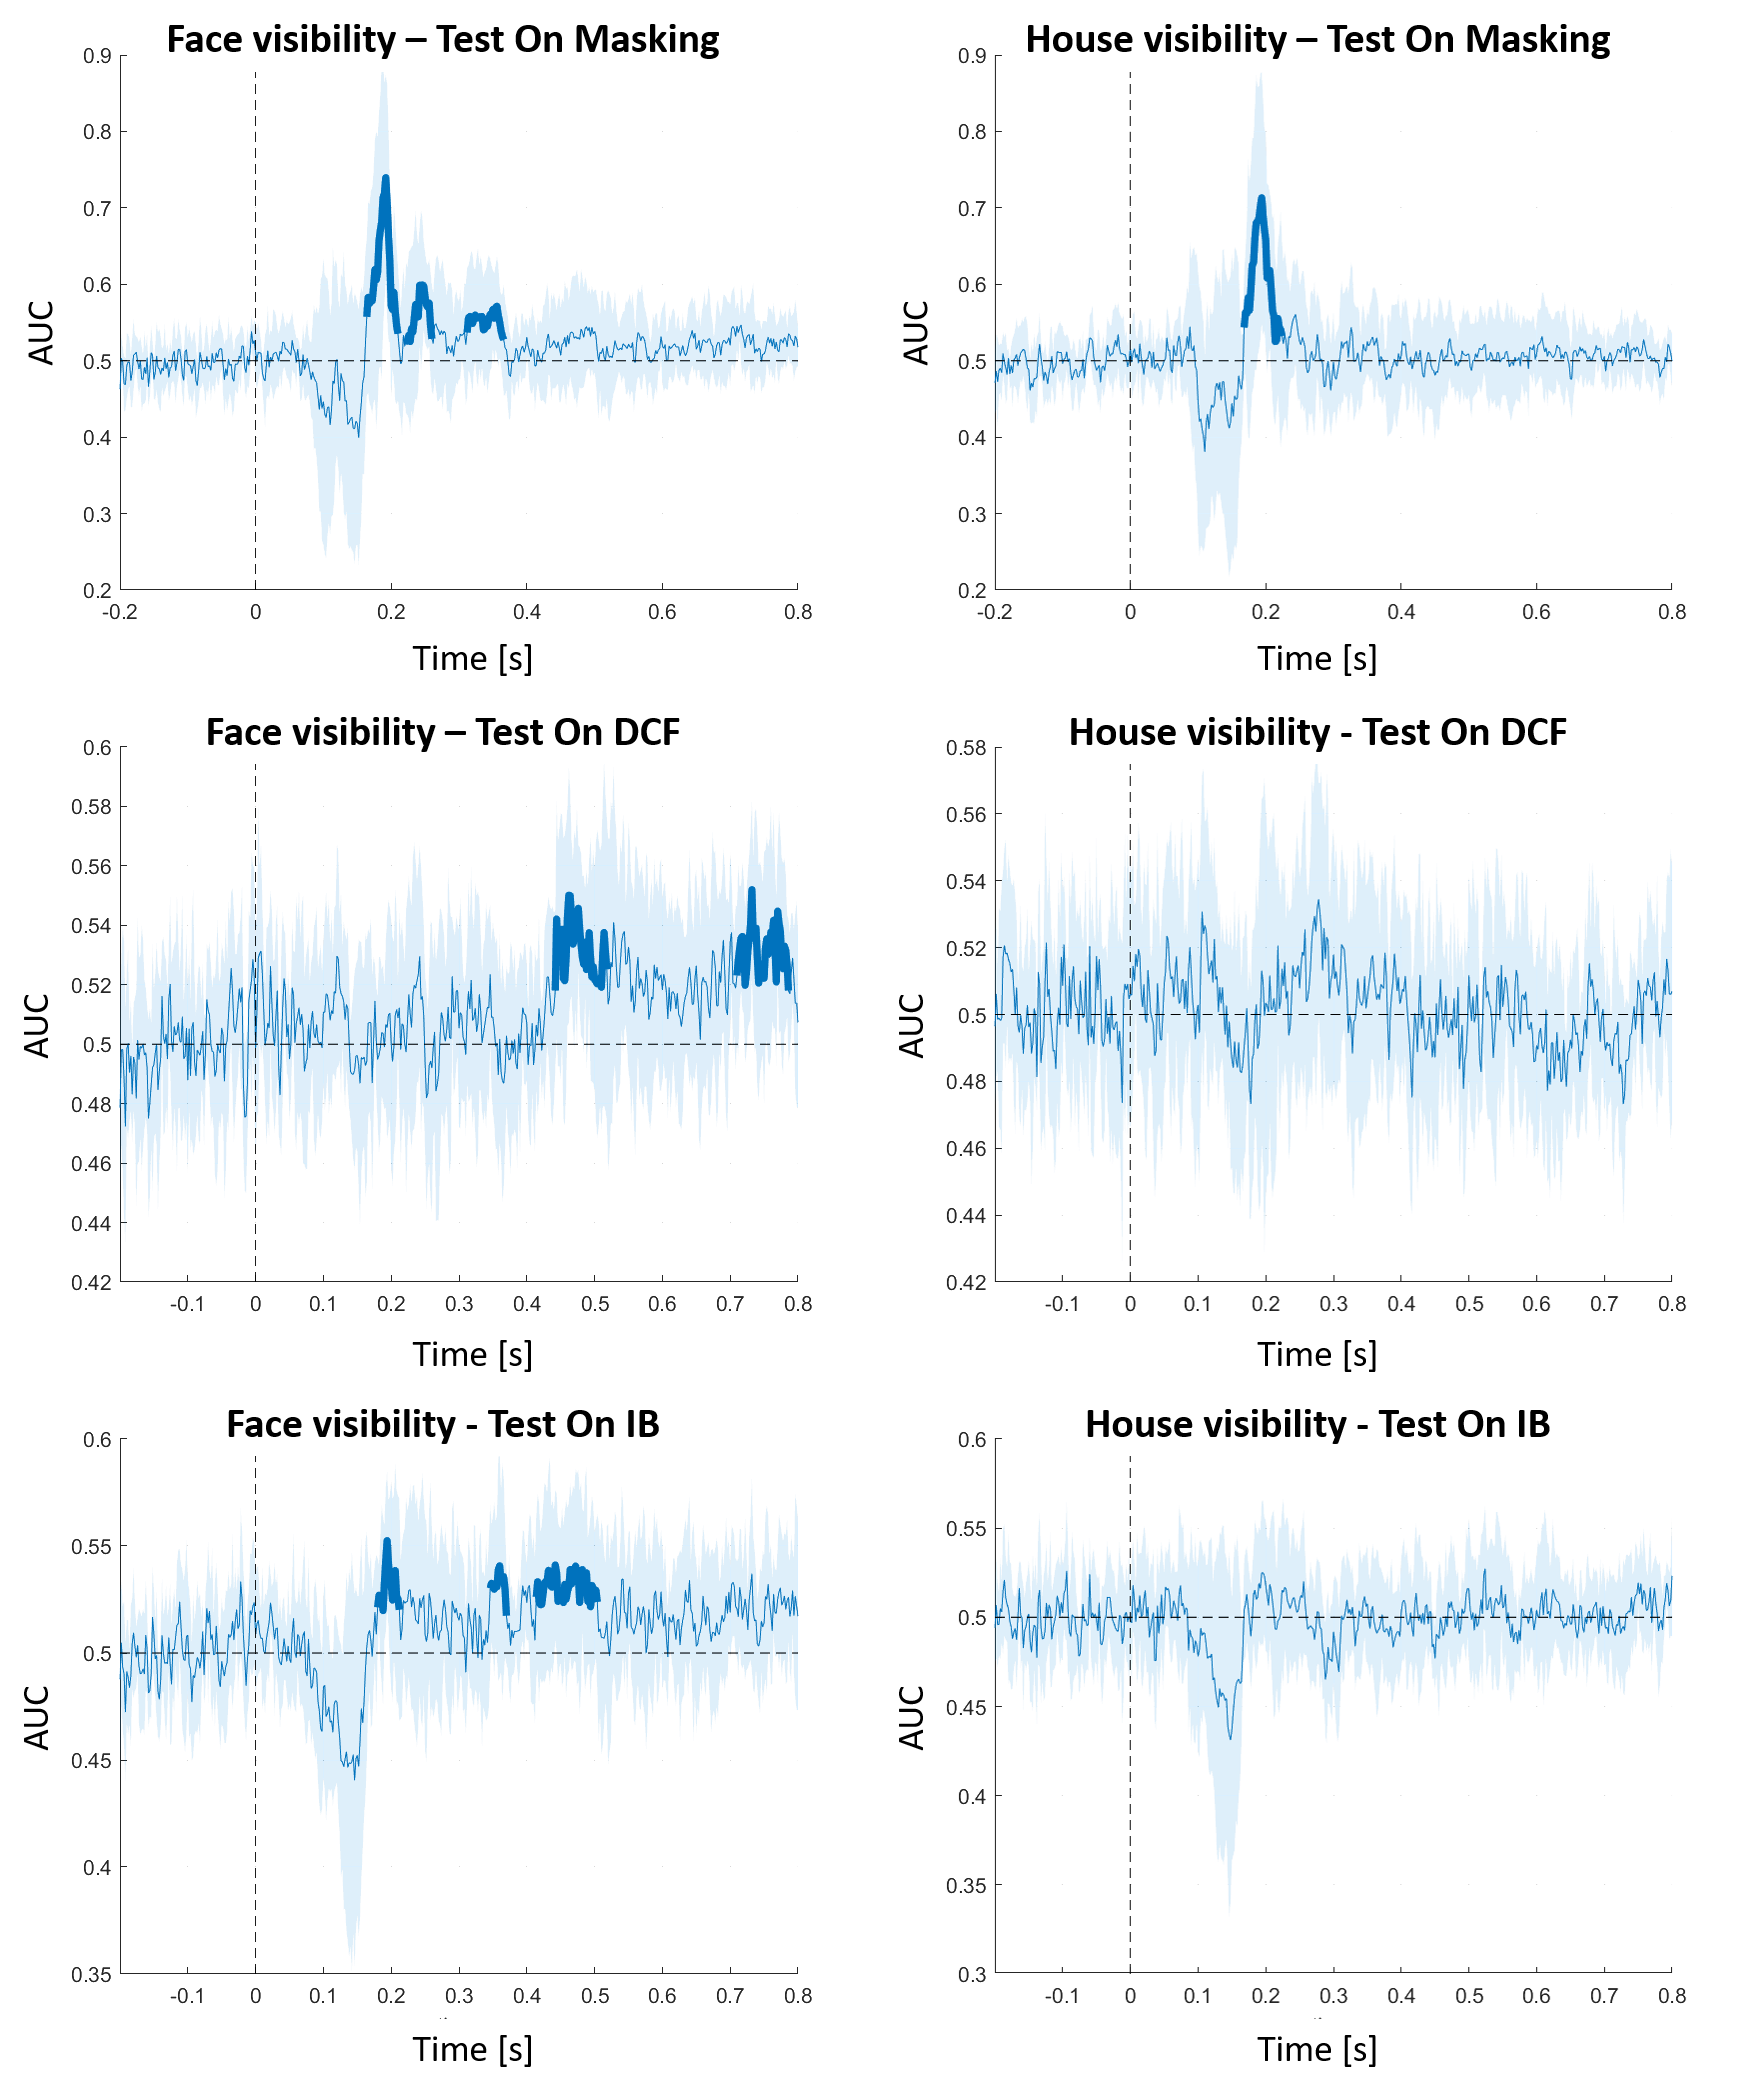 Face visibility – Test On Masking
0.9
0.8
0.7
0.6
0.5
0.4
0.3
0.2
AUC
-0.2 0 0.2 0.4 0.6 0.8
Time [s]
House visibility – Test On Masking
0.9
0.8
0.7
0.6
0.5
0.4
0.3
0.2
AUC
-0.2 0 0.2 0.4 0.6 0.8
Time [s]
Face visibility – Test On DCF
0.6
0.58
0.56
0.54
0.52
0.5
0.48
0.46
0.44
0.42
AUC
-0.1 0 0.1 0.2 0.3 0.4 0.5 0.6 0.7 0.8
Time [s]
House visibility - Test On DCF
0.58
0.56
0.54
0.52
0.5
0.48
0.46
0.44
0.42
AUC
-0.1 0 0.1 0.2 0.3 0.4 0.5 0.6 0.7 0.8
Time [s]
Face visibility - Test On IB
0.6
0.55
0.5
0.45
0.4
0.35
AUC
-0.1 0 0.1 0.2 0.3 0.4 0.5 0.6 0.7 0.8
Time [s]
House visibility - Test On IB
0.6
0.55
0.5
0.45
0.4
0.35
0.3
AUC
-0.1 0 0.1 0.2 0.3 0.4 0.5 0.6 0.7 0.8
Time [s]